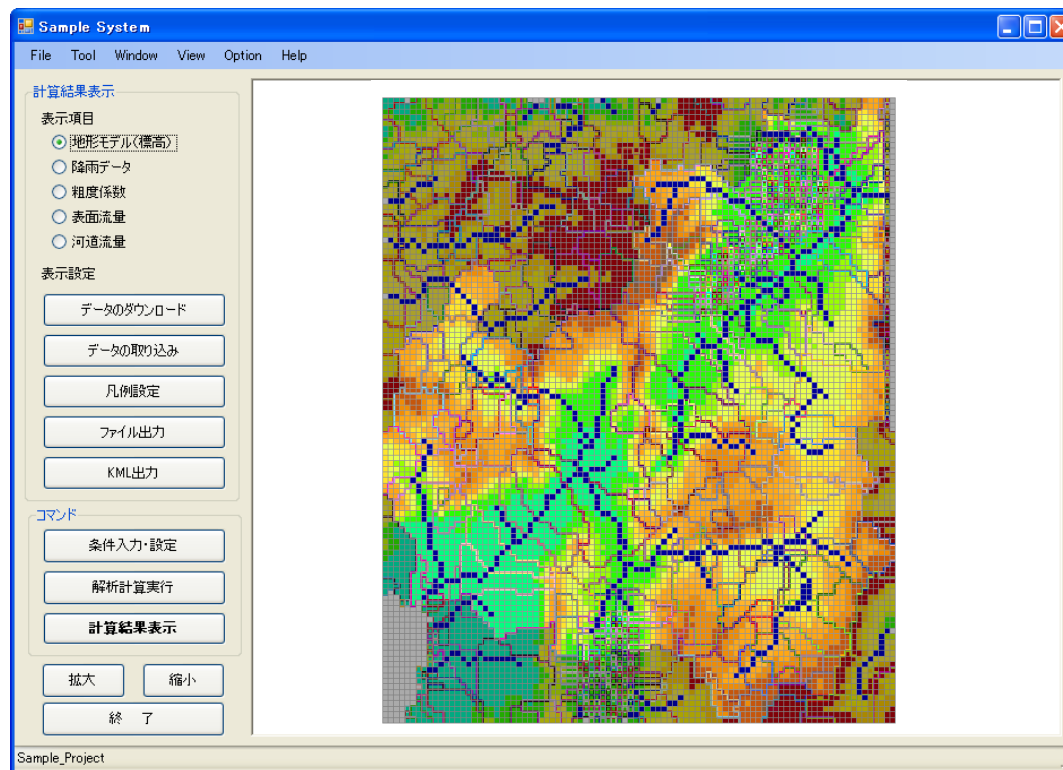 Sample System
File Tool Window View Option Help
計算結果表示
表示項目
地形モデル(標高)
降雨データ
粗度係数
表面流量
河道流量
表示設定
データのダウンロード
データの取り込み
凡例設定
ファイル出力
KML出力
コマンド
条件入力・設定
解析計算実行
計算結果表示
拡大 縮小
終 了
Sample_Project